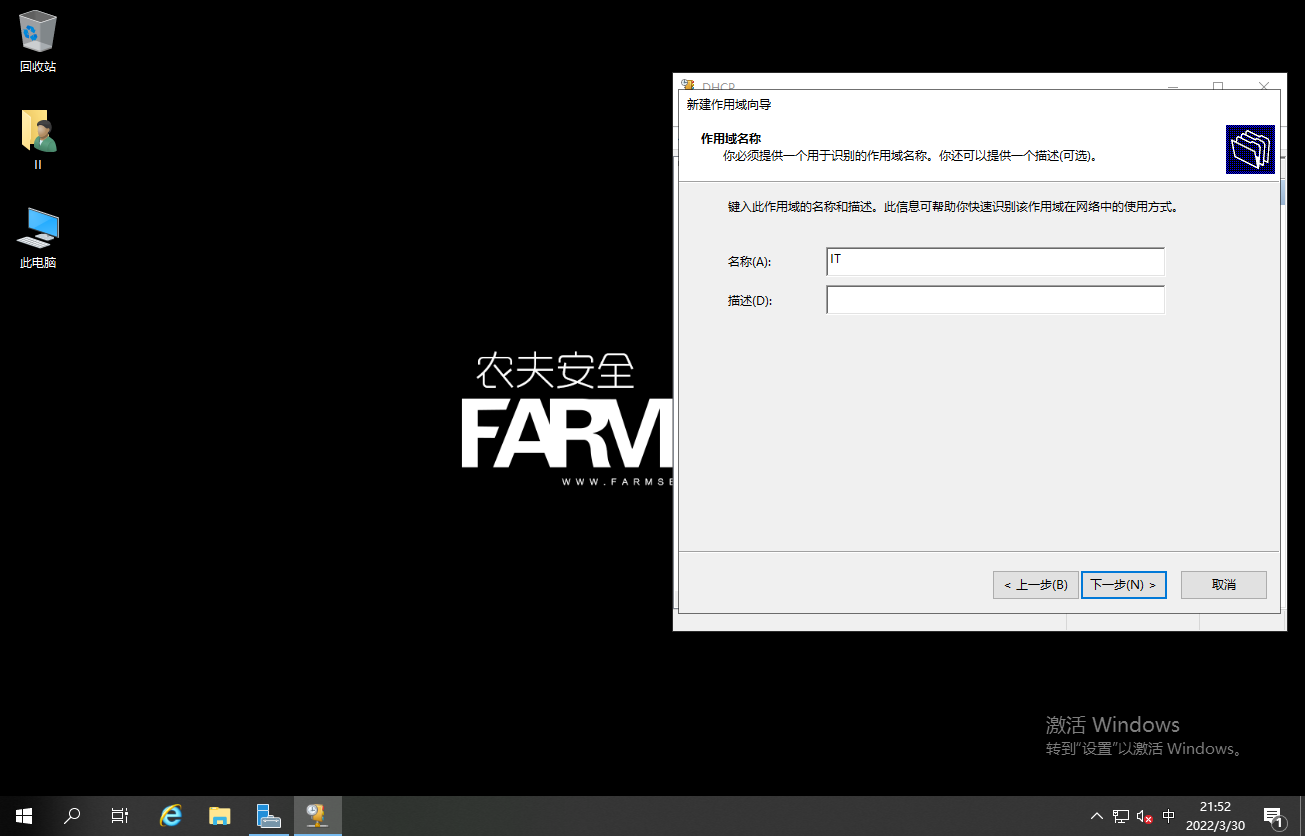 回收站
II
此电脑
农夫安全
FARM
WWW.FARMSE
DHCP
新建作用域向导
作用域名称
你必须提供一个用于识别的作用域名称。你还可以提供一个描述(可选)。
键入此作用域的名称和描述。此信息可帮助你快速识别该作用域在网络中的使用方式。
名称(A):
IT
描述(D):
< 上一步(B)
下一步(N) >
取消
激活 Windows
转到"设置"以激活 Windows。
中
21:52
2022/3/30
1